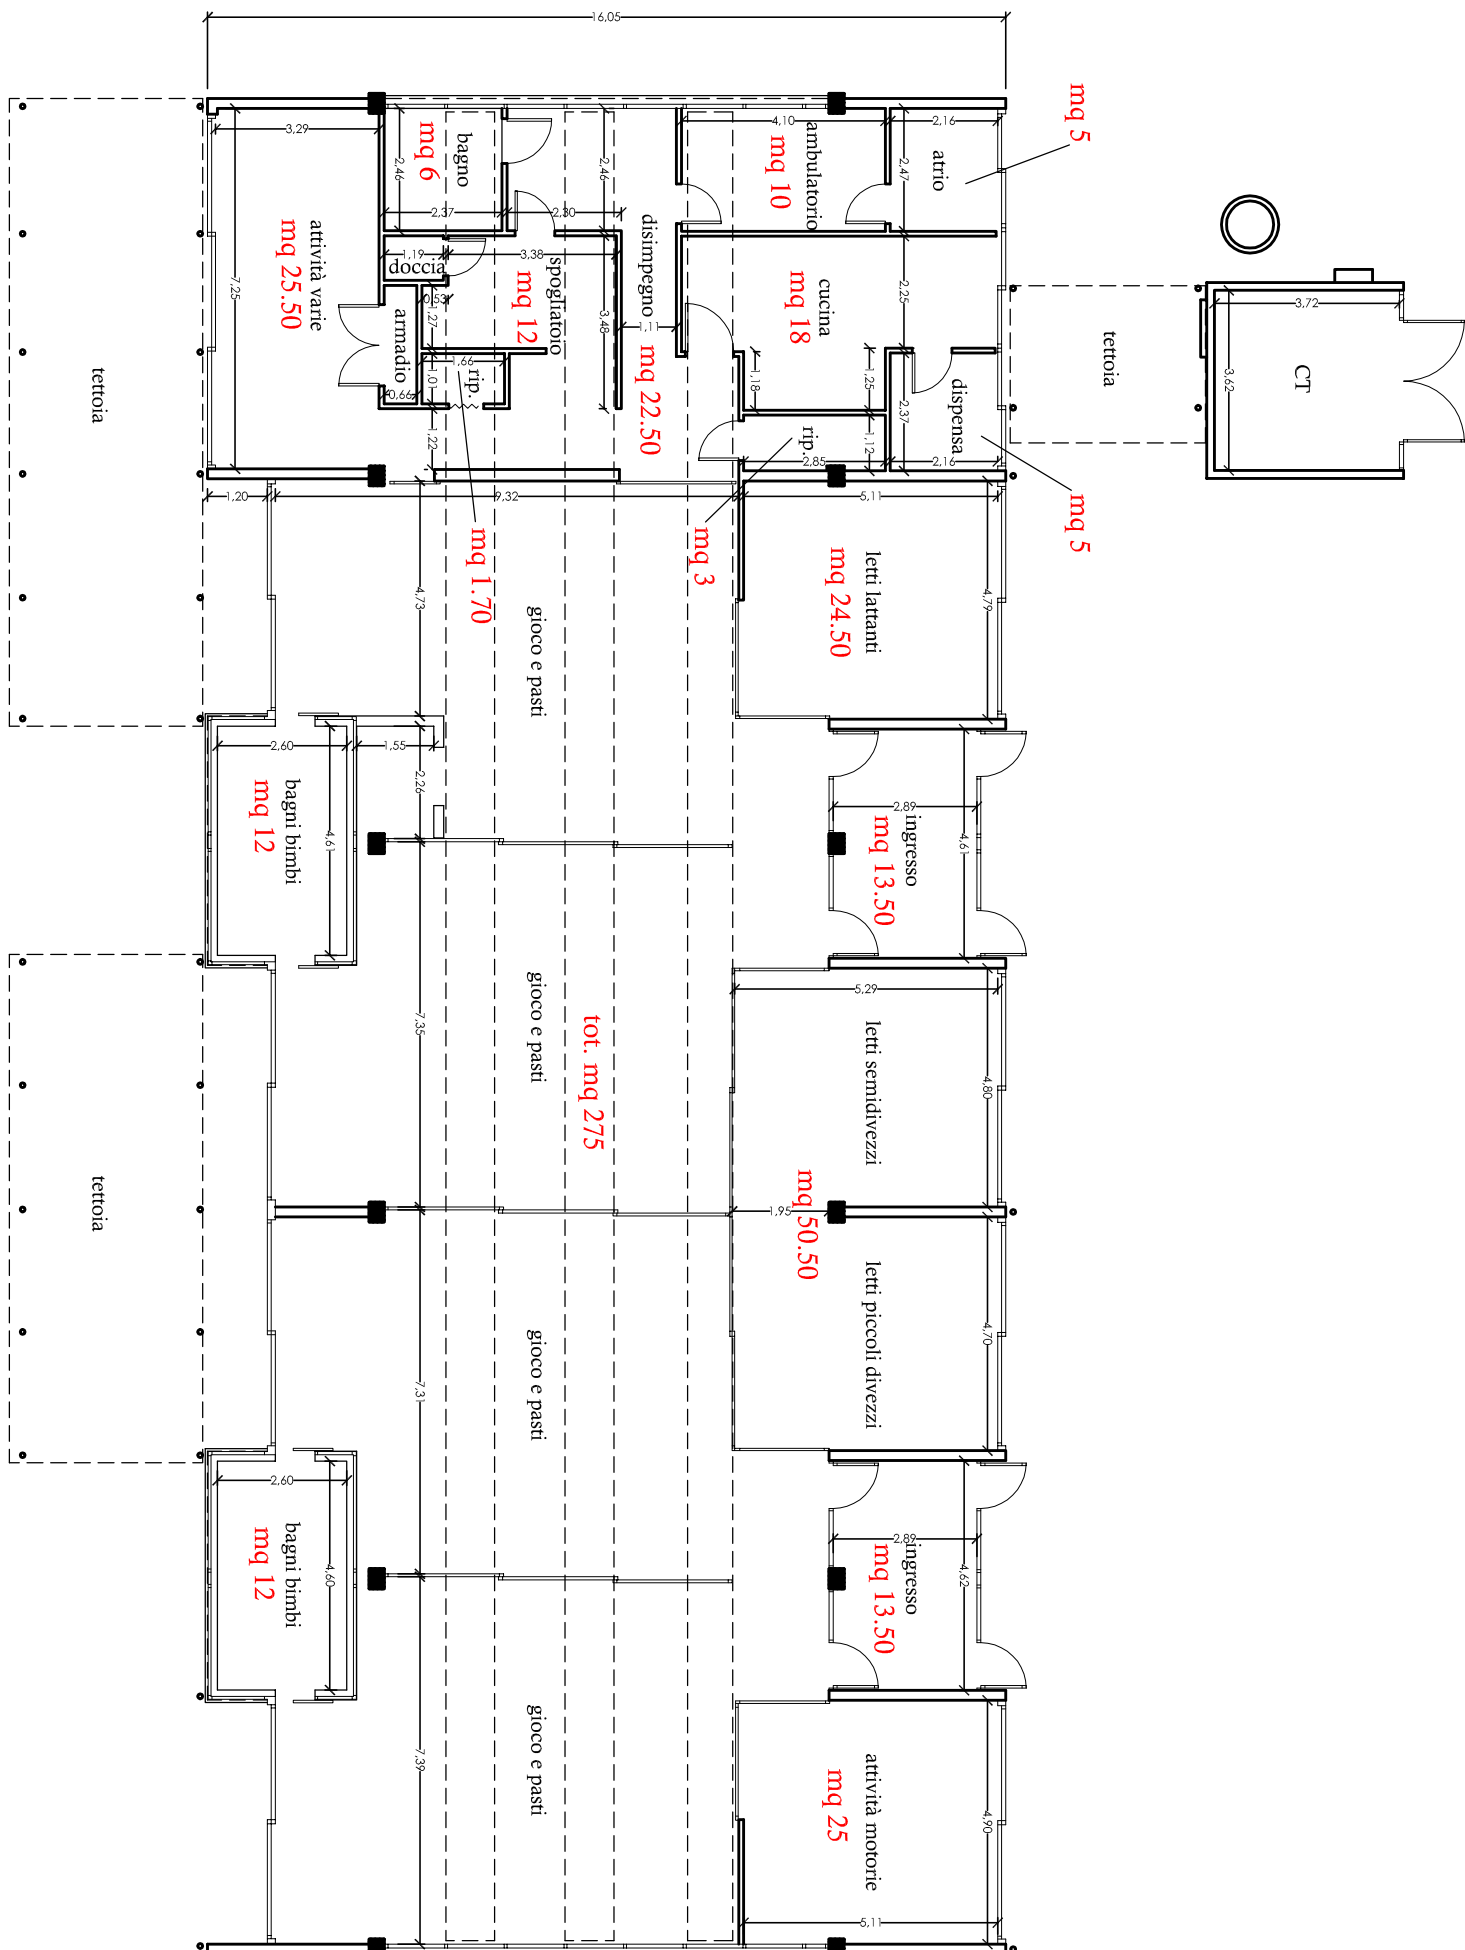 16,05
mq 5
atrio
2,16
2,47
ambulatorio
mq 10
4,10
bagno
mq 6
2,46
2,37
2,30
2,46
3,29
attività varie
mq 25.50
7,25
disimpegno
mq 22.50
1,11
cucina
mq 18
2,25
1,25
1,18
spogliatoio
mq 12
3,38
3,48
doccia
1,19
0,53
1,27
armadio
0,66
rip.
1,66
1,01
1,22
mq 1.70
dispensa
2,37
2,16
mq 5
rip.
1,12
2,85
mq 3
CT
3,72
3,62
tettoia
tettoia
1,20
9,32
5,11
letti lattanti
mq 24.50
4,79
gioco e pasti
4,73
bagni bimbi
mq 12
2,60
4,61
1,55
2,26
ingresso
mq 13.50
2,89
4,61
5,29
letti semidivezzi
4,80
gioco e pasti
7,35
tot. mq 275
mq 50.50
1,95
tettoia
letti piccoli divezzi
4,70
gioco e pasti
7,31
bagni bimbi
mq 12
2,60
4,60
ingresso
mq 13.50
2,89
4,62
gioco e pasti
7,39
attività motorie
mq 25
4,90
5,11